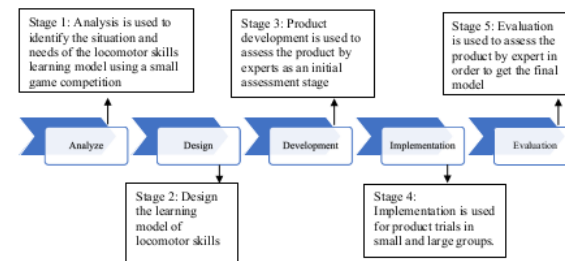 Stage 1: Analysis is used to
identify the situation and
needs of the locomotor skills
learning model using a small
game competition
Stage 3: Product
development is used to
assess the product by
experts as an initial
assessment stage
Stage 5: Evaluation
is used to assess the
product by expert in
order to get the final
model
Analyze
Design
Development
Implementation
Evaluation
Stage 2: Design
the learning
model of
locomotor skills
Stage 4:
Implementation is used
for product trials in
small and large groups.